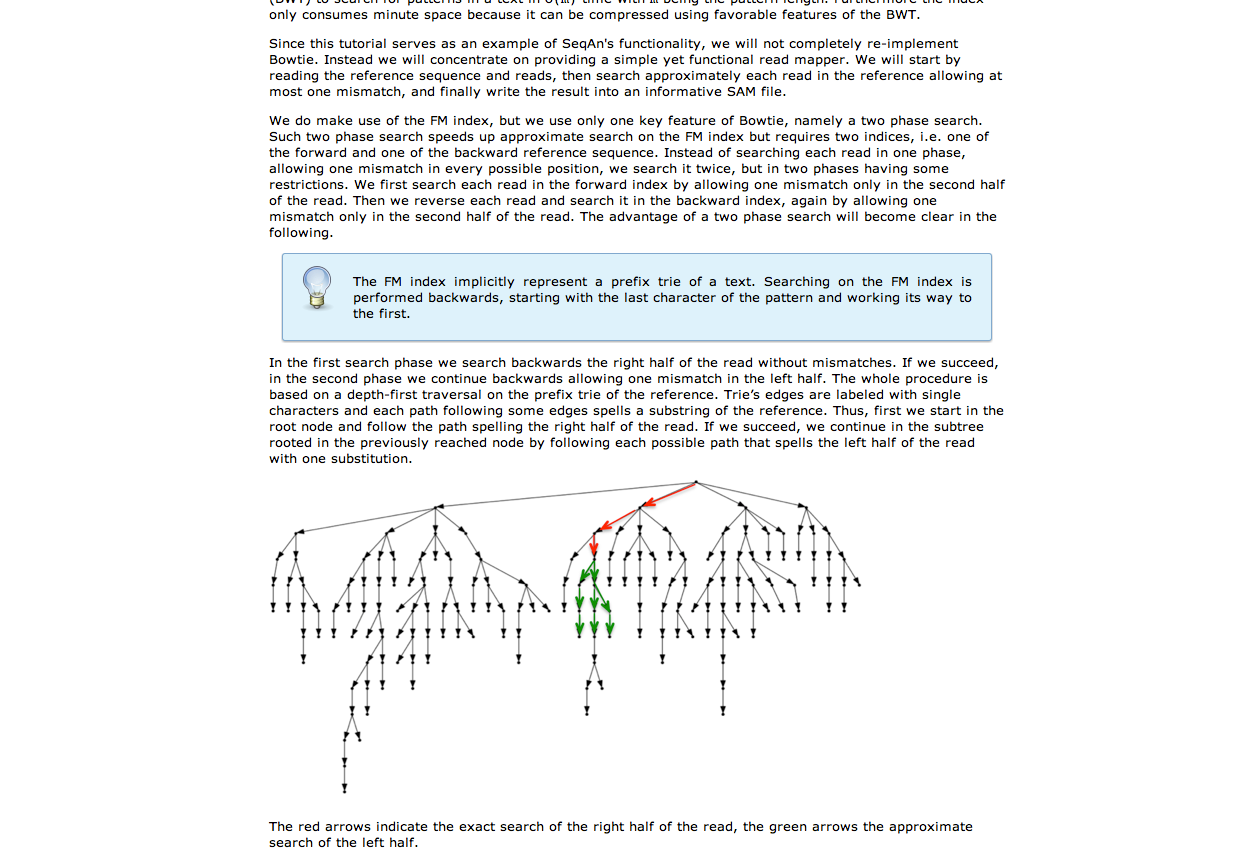 only consumes minute space because it can be compressed using favorable features of the BWT.
Since this tutorial serves as an example of SeqAn's functionality, we will not completely re-implement
Bowtie. Instead we will concentrate on providing a simple yet functional read mapper. We will start by
reading the reference sequence and reads, then search approximately each read in the reference allowing at
most one mismatch, and finally write the result into an informative SAM file.
We do make use of the FM index, but we use only one key feature of Bowtie, namely a two phase search.
Such two phase search speeds up approximate search on the FM index but requires two indices, i.e. one of
the forward and one of the backward reference sequence. Instead of searching each read in one phase,
allowing one mismatch in every possible position, we search it twice, but in two phases having some
restrictions. We first search each read in the forward index by allowing one mismatch only in the second half
of the read. Then we reverse each read and search it in the backward index, again by allowing one
mismatch only in the second half of the read. The advantage of a two phase search will become clear in the
following.
The FM index implicitly represent a prefix trie of a text. Searching on the FM index is
performed backwards, starting with the last character of the pattern and working its way to
the first.
In the first search phase we search backwards the right half of the read without mismatches. If we succeed,
in the second phase we continue backwards allowing one mismatch in the left half. The whole procedure is
based on a depth-first traversal on the prefix trie of the reference. Trie’s edges are labeled with single
characters and each path following some edges spells a substring of the reference. Thus, first we start in the
root node and follow the path spelling the right half of the read. If we succeed, we continue in the subtree
rooted in the previously reached node by following each possible path that spells the left half of the read
with one substitution.
The red arrows indicate the exact search of the right half of the read, the green arrows the approximate
search of the left half.